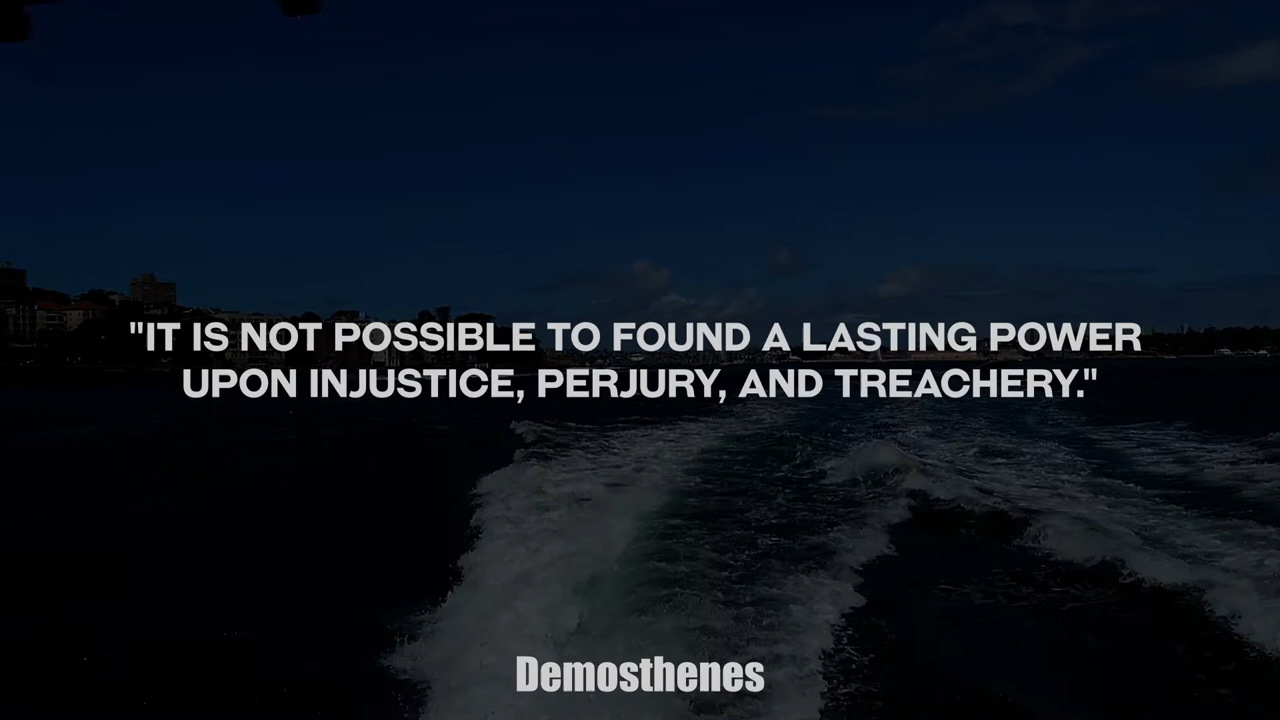 "IT IS NOT POSSIBLE TO FOUND A LASTING POWER
UPON INJUSTICE, PERJURY, AND TREACHERY."
Demosthenes